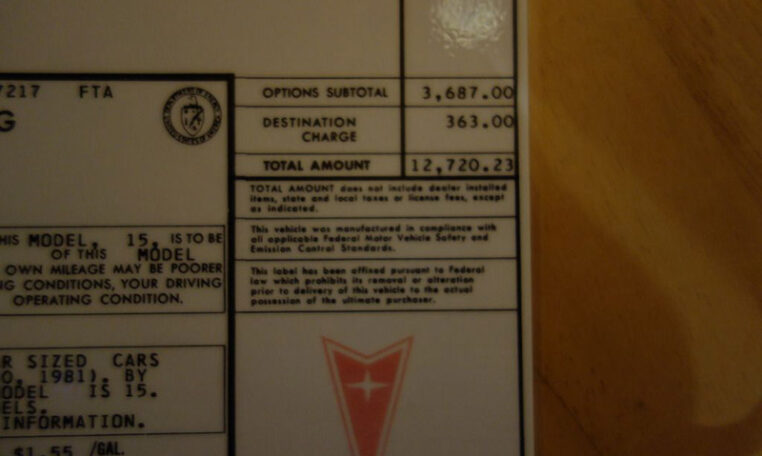 7217 FTA
G
OPTIONS SUBTOTAL 3,687.00
DESTINATION CHARGE 363.00
TOTAL AMOUNT 12,720.23
TOTAL AMOUNT does not include dealer installed
items, state and local taxes or license fees, except
as indicated.
This vehicle was manufactured in compliance with
all applicable Federal Motor Vehicle Safety and
Emission Control Standards.
This label has been affixed pursuant to Federal
law which prohibits its removal or alteration
prior to delivery of this vehicle to the actual
possession of the ultimate purchaser.
HIS MODEL, 15, IS TO BE
OF THIS MODEL
OWN MILEAGE MAY BE POORER
NG CONDITIONS, YOUR DRIVING
OPERATING CONDITION.
R SIZED CARS
O, 1981). BY
ODEL IS 15.
ELS.
INFORMATION.
$1.55 /GAL.